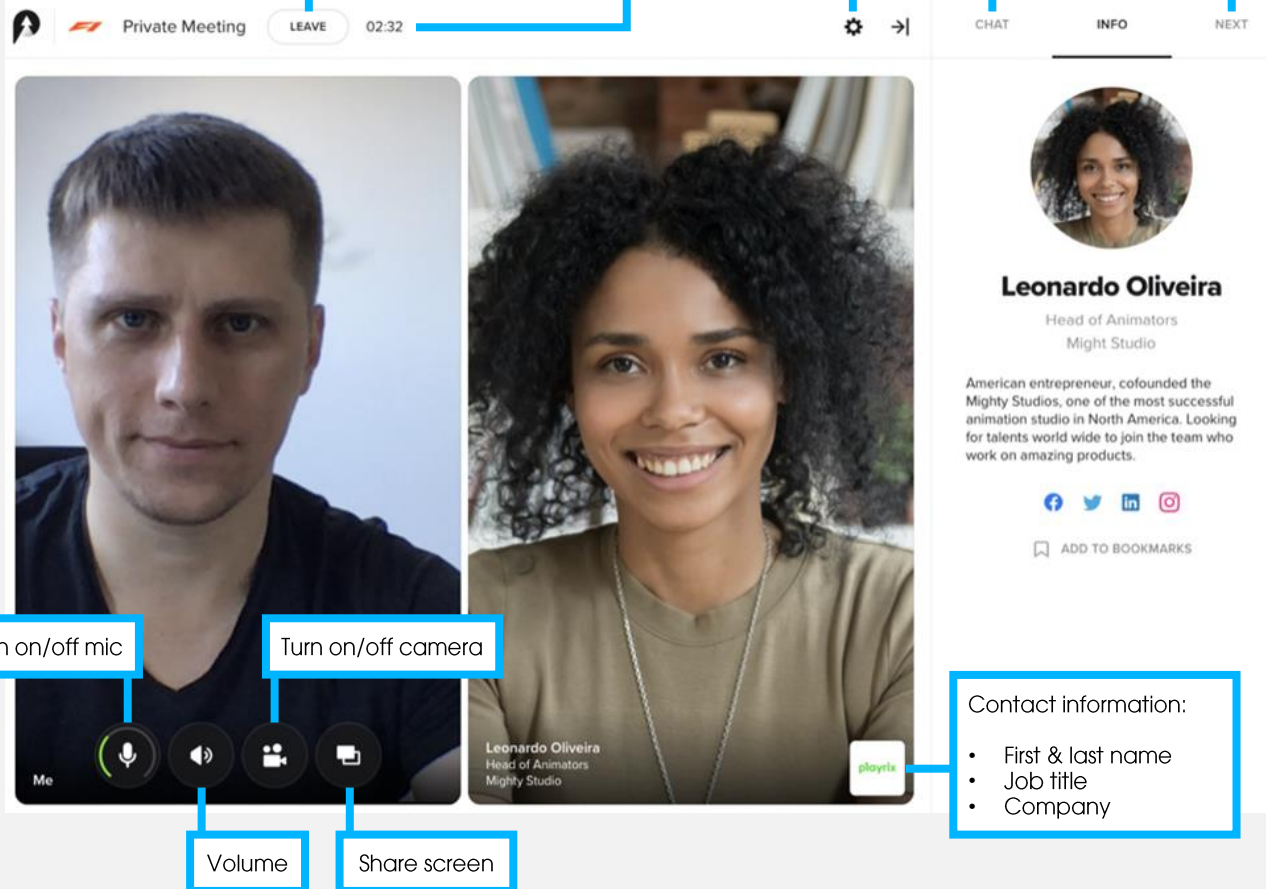 Private Meeting
LEAVE
02:32
CHAT
INFO
NEXT
Leonardo Oliveira
Head of Animators
Might Studio
American entrepreneur, cofounded the
Mighty Studios, one of the most successful
animation studio in North America. Looking
for talents world wide to join the team who
work on amazing products.
ADD TO BOOKMARKS
n on/off mic
Turn on/off camera
Me
Leonardo Oliveira
Head of Animators
Mighty Studio
playrix
Contact information:
• First & last name
• Job title
• Company
Volume
Share screen